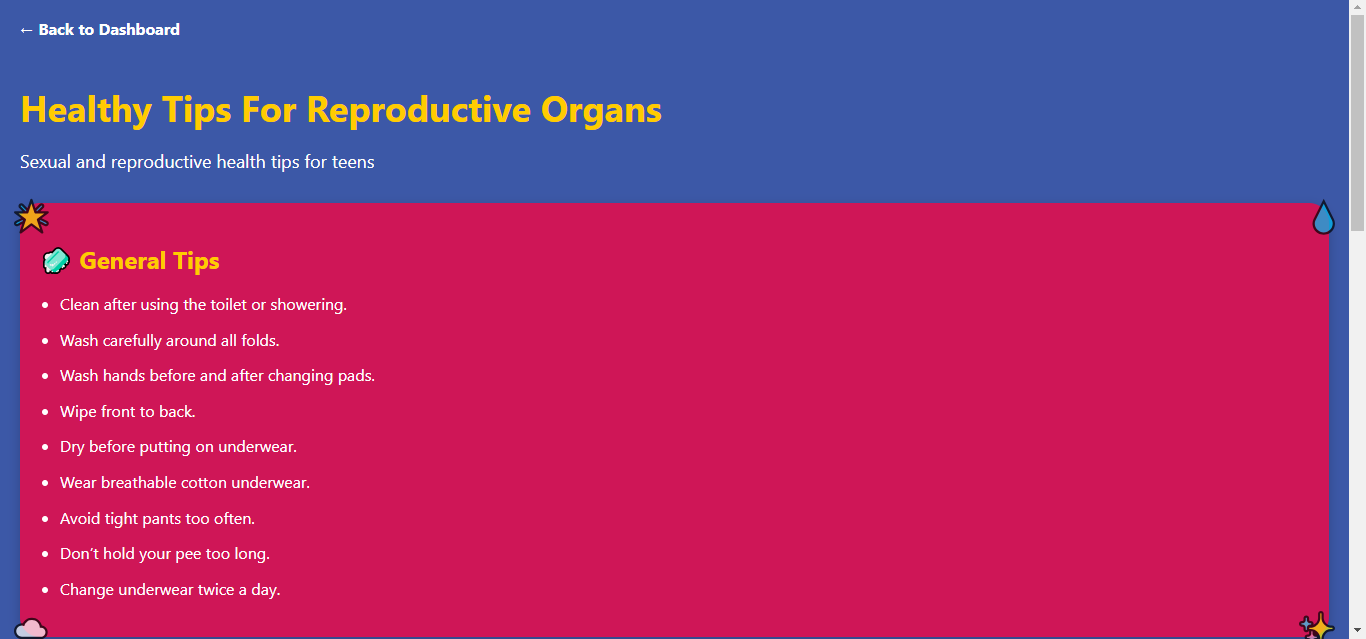 ← Back to Dashboard
Healthy Tips For Reproductive Organs
Sexual and reproductive health tips for teens
General Tips
• Clean after using the toilet or showering.
• Wash carefully around all folds.
• Wash hands before and after changing pads.
• Wipe front to back.
• Dry before putting on underwear.
• Wear breathable cotton underwear.
• Avoid tight pants too often.
• Don’t hold your pee too long.
• Change underwear twice a day.